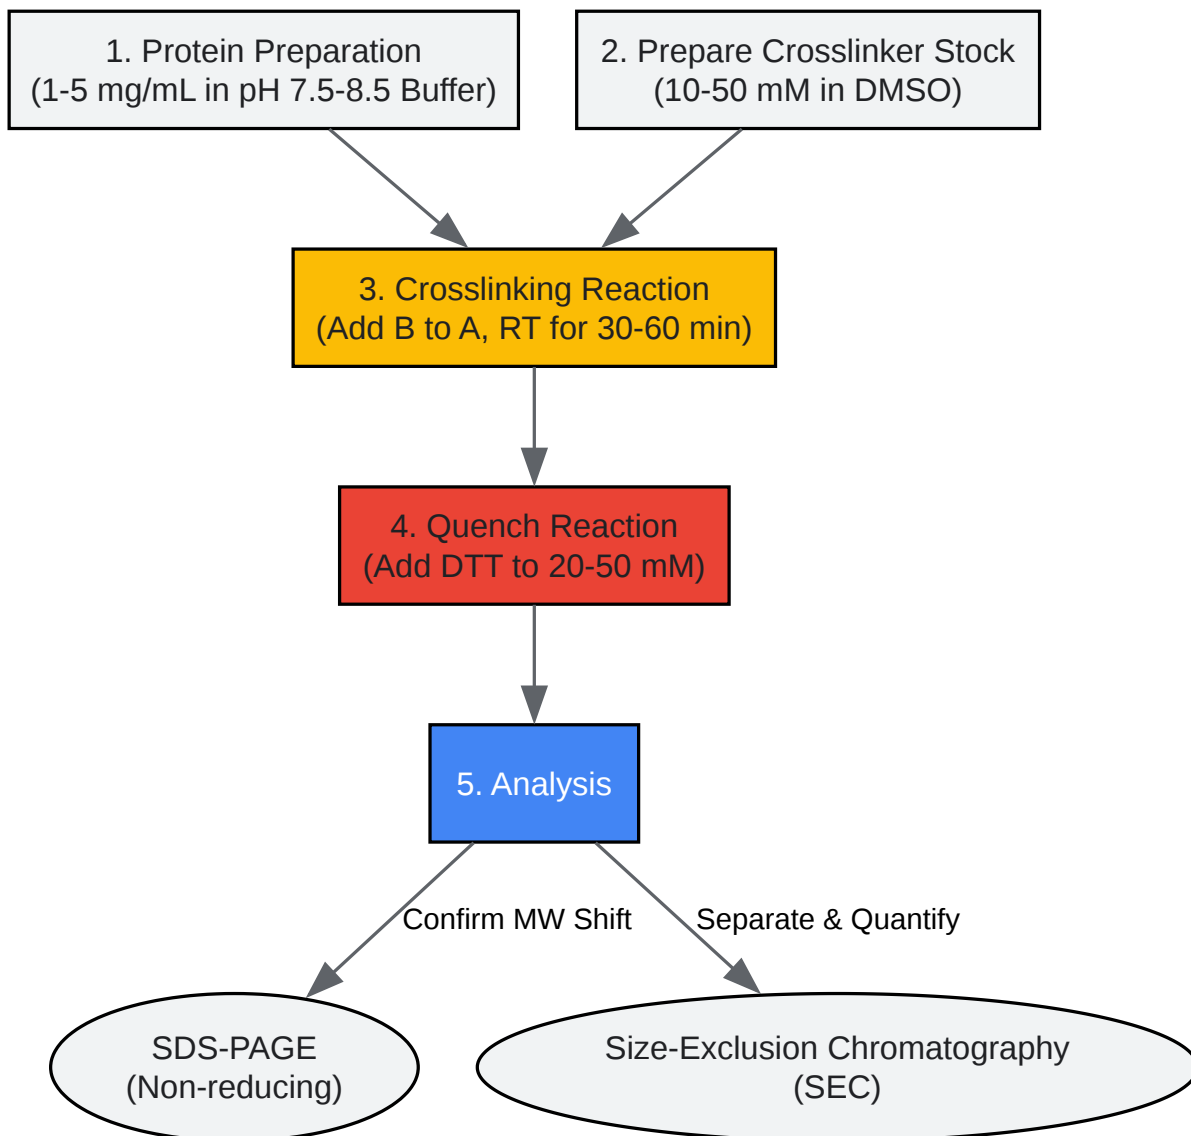 1. Protein Preparation
(1-5 mg/mL in pH 7.5-8.5 Buffer)
2. Prepare Crosslinker Stock
(10-50 mM in DMSO)
3. Crosslinking Reaction
(Add B to A, RT for 30-60 min)
4. Quench Reaction
(Add DTT to 20-50 mM)
5. Analysis
Confirm MW Shift
Separate & Quantify
SDS-PAGE
(Non-reducing)
Size-Exclusion Chromatography
(SEC)